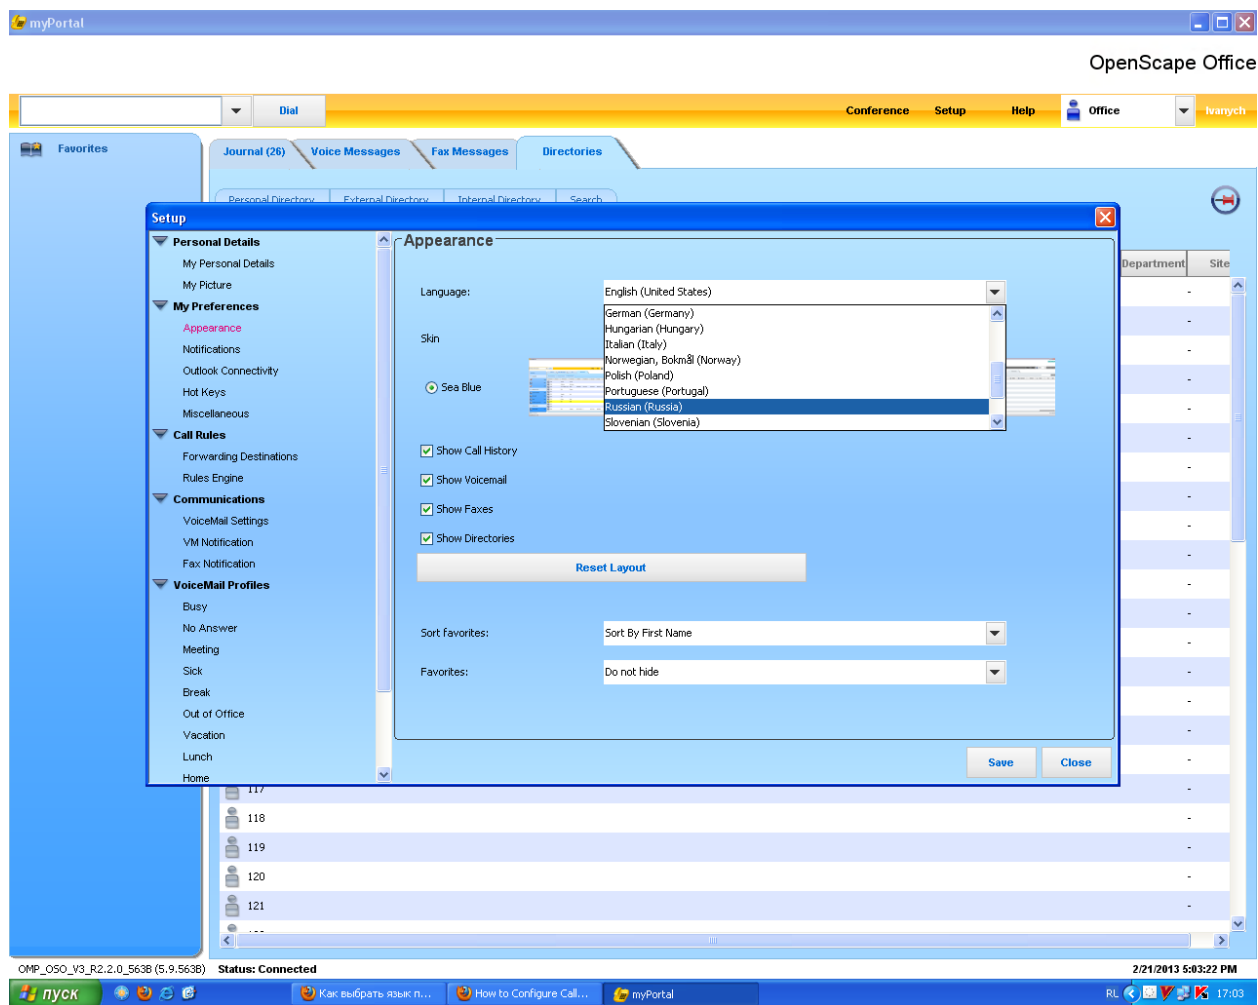 myPortal
OpenScape Office
Dial
Conference
Setup
Help
Office
Ivanych
Favorites
Journal (26)
Voice Messages
Fax Messages
Directories
Personal Directory
External Directory
Internal Directory
Search
Setup
Department
Site
Personal Details
My Personal Details
My Picture
My Preferences
Appearance
Notifications
Outlook Connectivity
Hot Keys
Miscellaneous
Call Rules
Forwarding Destinations
Rules Engine
Communications
VoiceMail Settings
VM Notification
Fax Notification
VoiceMail Profiles
Busy
No Answer
Meeting
Sick
Break
Out of Office
Vacation
Lunch
Home
Appearance
Language:
English (United States)
German (Germany)
Hungarian (Hungary)
Italian (Italy)
Norwegian, Bokmål (Norway)
Polish (Poland)
Portuguese (Portugal)
Russian (Russia)
Slovenian (Slovenia)
Skin
Sea Blue
Show Call History
Show Voicemail
Show Faxes
Show Directories
Reset Layout
Sort favorites:
Sort By First Name
Favorites:
Do not hide
Save
Close
117
118
119
120
121
OMP_OSO_V3_R2.2.0_563B (5.9.563B)
Status: Connected
2/21/2013 5:03:22 PM
пуск
Как выбрать язык п...
How to Configure Call...
myPortal
RL
17:03